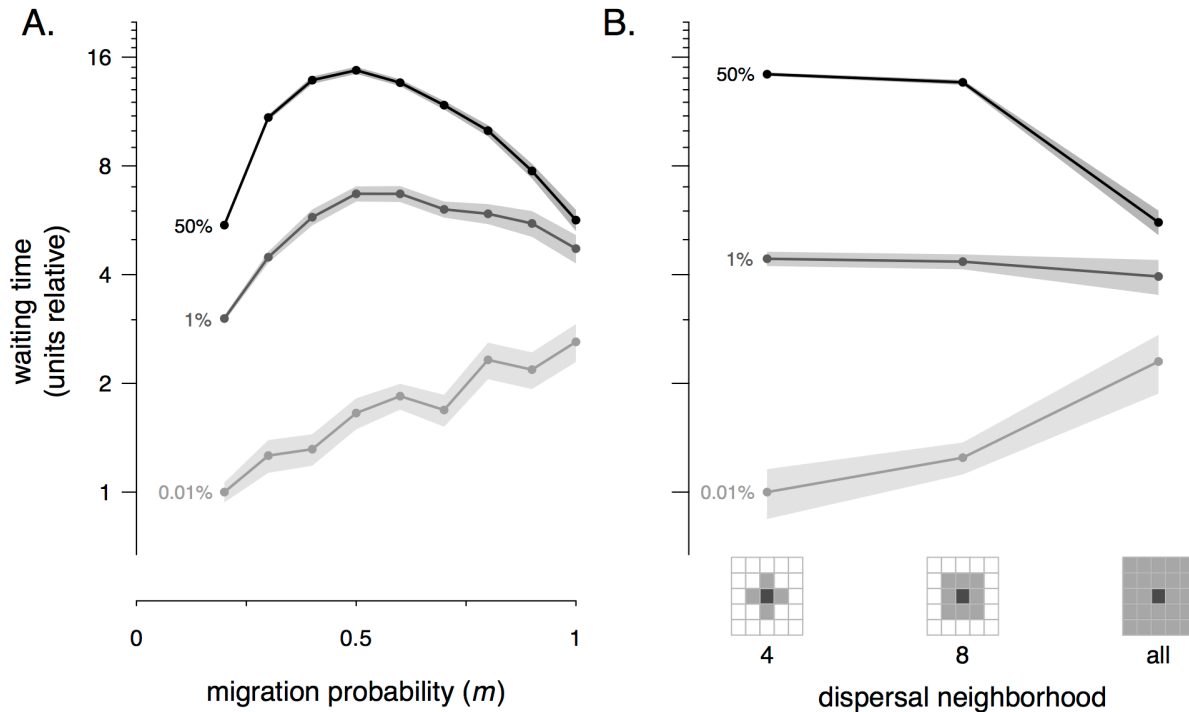 A.
16
8
4
2
1
waiting time
(units relative)
50%
1%
0.01%
0
0.5
1
migration probability (m)
B.
50%
1%
0.01%
4
8
all
dispersal neighborhood